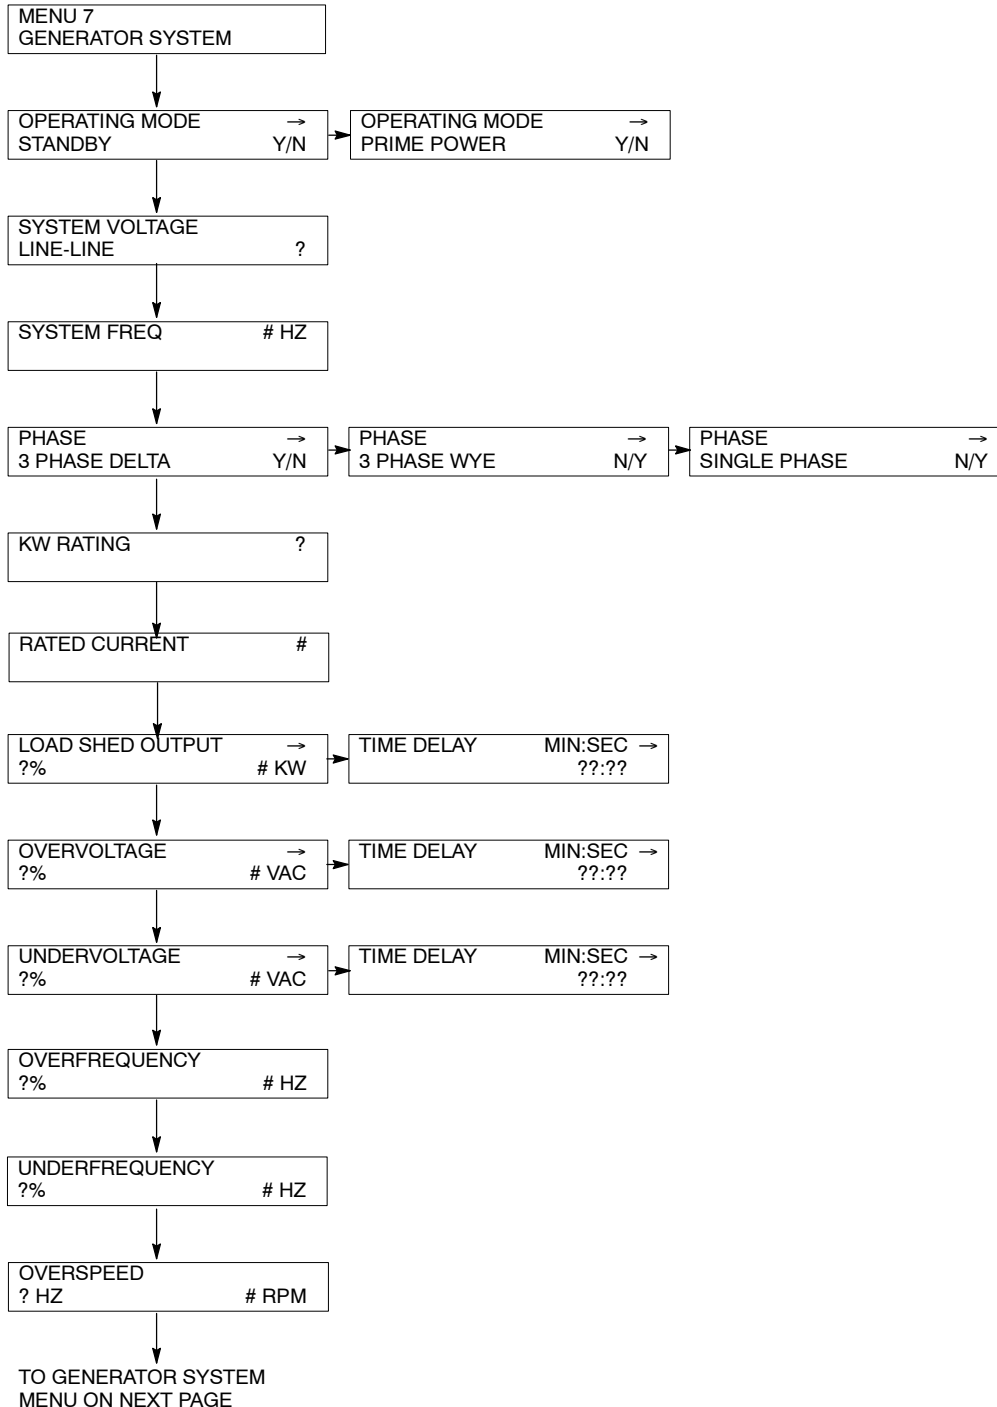 MENU 7
GENERATOR SYSTEM
OPERATING MODE →
STANDBY Y/N
OPERATING MODE →
PRIME POWER Y/N
SYSTEM VOLTAGE
LINE-LINE ?
SYSTEM FREQ # HZ
PHASE →
3 PHASE DELTA Y/N
PHASE →
3 PHASE WYE N/Y
PHASE →
SINGLE PHASE N/Y
KW RATING ?
RATED CURRENT #
LOAD SHED OUTPUT →
?% # KW
TIME DELAY MIN:SEC →
??:??
OVERVOLTAGE →
?% # VAC
TIME DELAY MIN:SEC →
??:??
UNDERVOLTAGE →
?% # VAC
TIME DELAY MIN:SEC →
??:??
OVERFREQUENCY
?% # HZ
UNDERFREQUENCY
?% # HZ
OVERSPEED
? HZ # RPM
TO GENERATOR SYSTEM
MENU ON NEXT PAGE